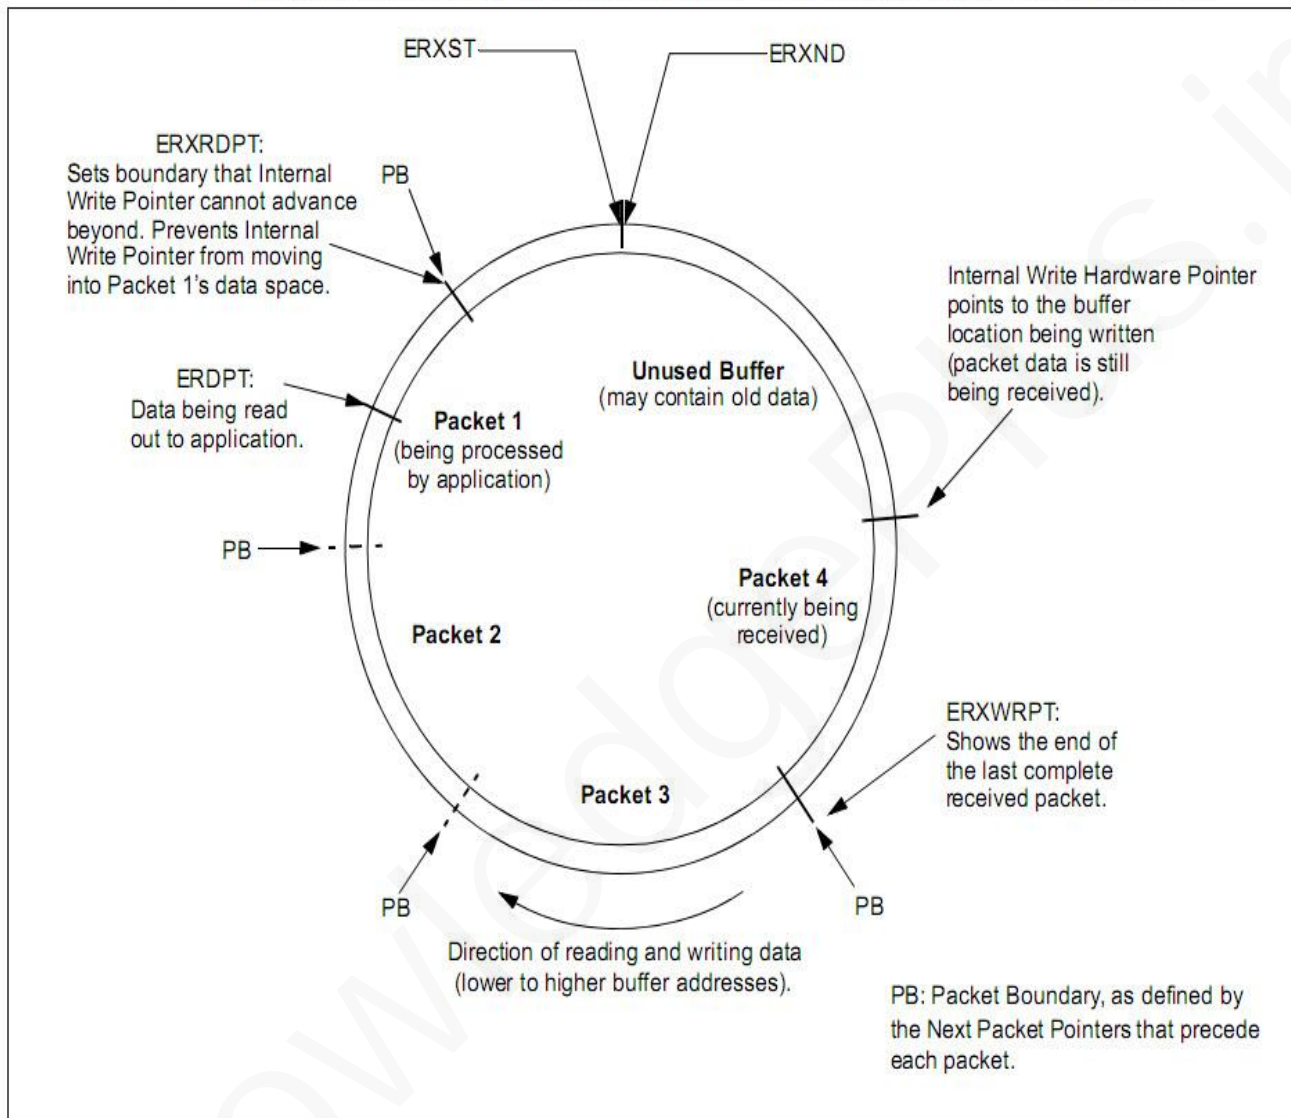 ERXST
ERXND
ERXRDPT:
Sets boundary that Internal
Write Pointer cannot advance
beyond. Prevents Internal
Write Pointer from moving
into Packet 1's data space.
PB
Internal Write Hardware Pointer
points to the buffer
location being written
(packet data is still
being received).
Unused Buffer
(may contain old data)
ERDPT:
Data being read
out to application.
Packet 1
(being processed
by application)
PB
Packet 4
(currently being
received)
Packet 2
ERXWRPT:
Shows the end of
the last complete
received packet.
Packet 3
PB
PB
Direction of reading and writing data
(lower to higher buffer addresses).
PB: Packet Boundary, as defined by
the Next Packet Pointers that precede
each packet.